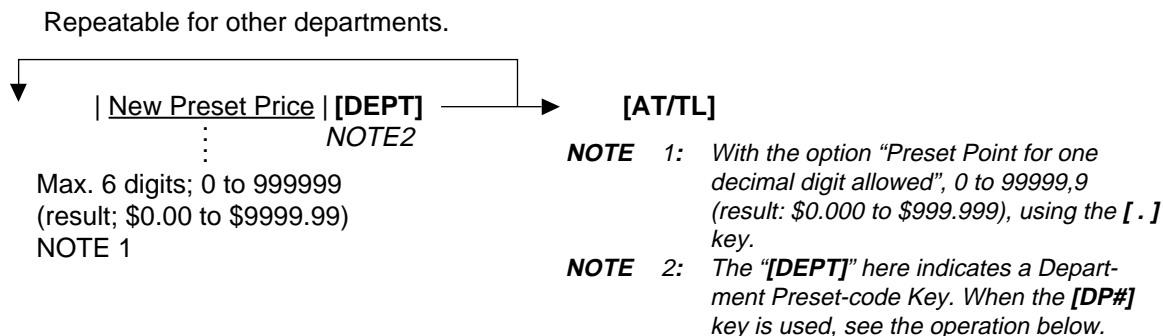 Repeatable for other departments.
| New Preset Price | [DEPT]
NOTE2
Max. 6 digits; 0 to 999999
(result; $0.00 to $9999.99)
NOTE 1
[AT/TL]
NOTE 1: With the option “Preset Point for one
decimal digit allowed”, 0 to 99999,9
(result: $0.000 to $999.999), using the [ . ]
key.
NOTE 2: The “[DEPT]” here indicates a Depart-
ment Preset-code Key. When the [DP#]
key is used, see the operation below.